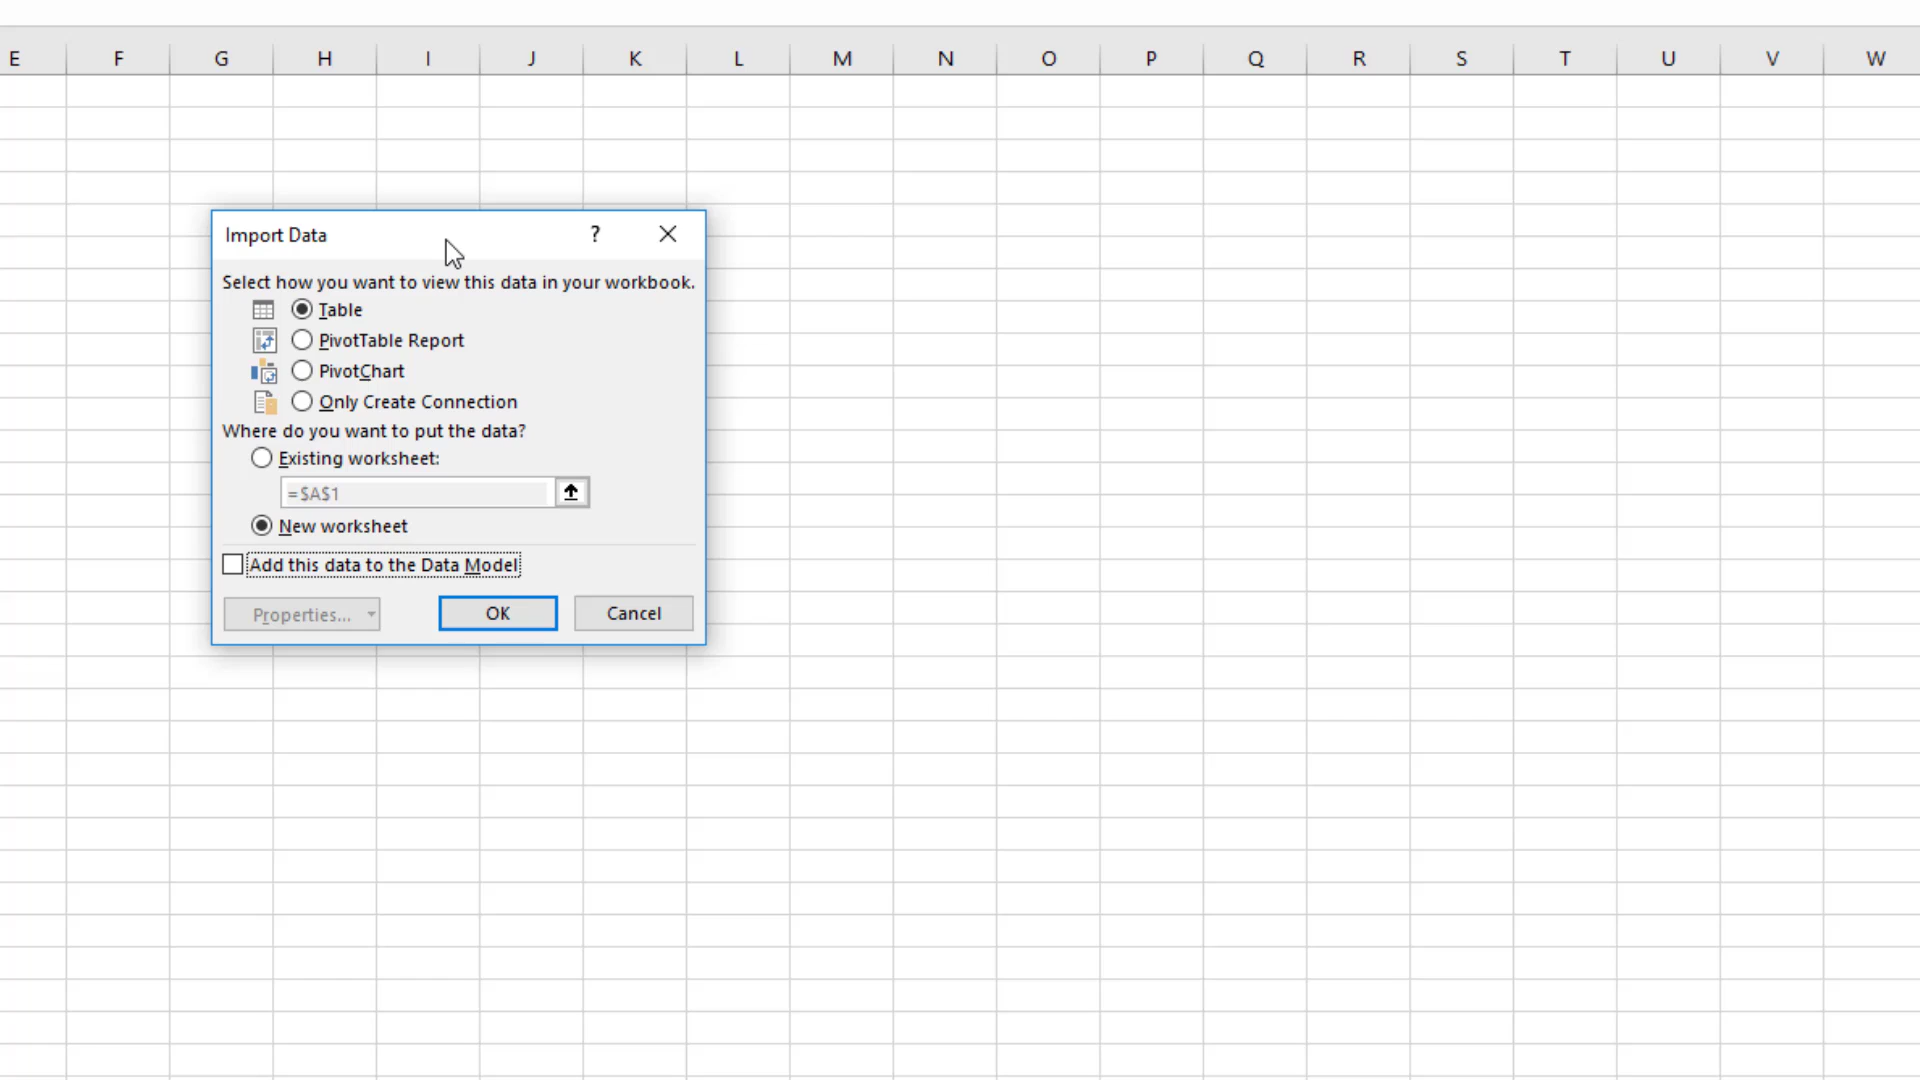 E F G H I J K L M N O P Q R S T U V W
Import Data ?
Select how you want to view this data in your workbook.
Table
PivotTable Report
PivotChart
Only Create Connection
Where do you want to put the data?
Existing worksheet:
=$A$1
New worksheet
Add this data to the Data Model
Properties...
OK Cancel